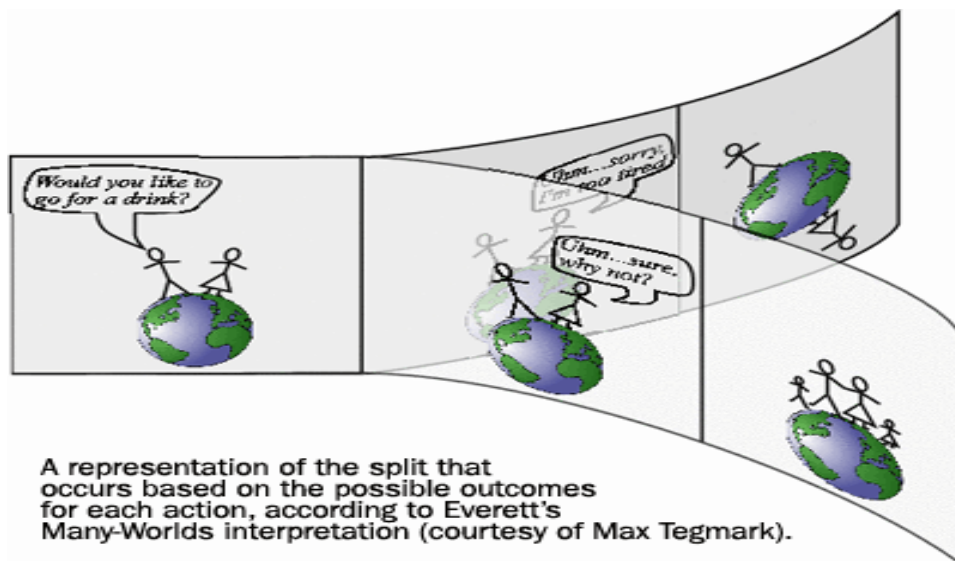 Would you like to
go for a drink?
Uhm...sorry,
I'm too tired
Uhm...sure,
why not?
A representation of the split that
occurs based on the possible outcomes
for each action, according to Everett's
Many-Worlds interpretation (courtesy of Max Tegmark).